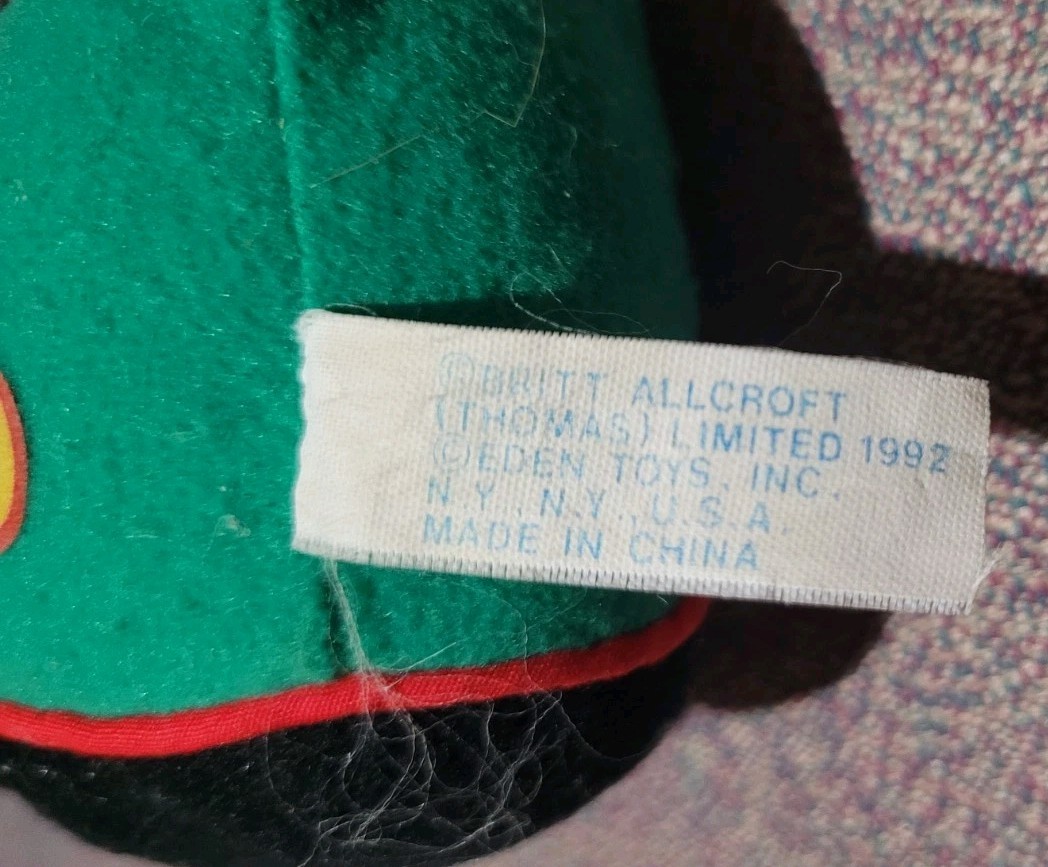 ©BRITT ALLCROFT
(THOMAS) LIMITED 1992
©EDEN TOYS, INC.
N.Y., N.Y., U.S.A.
MADE IN CHINA